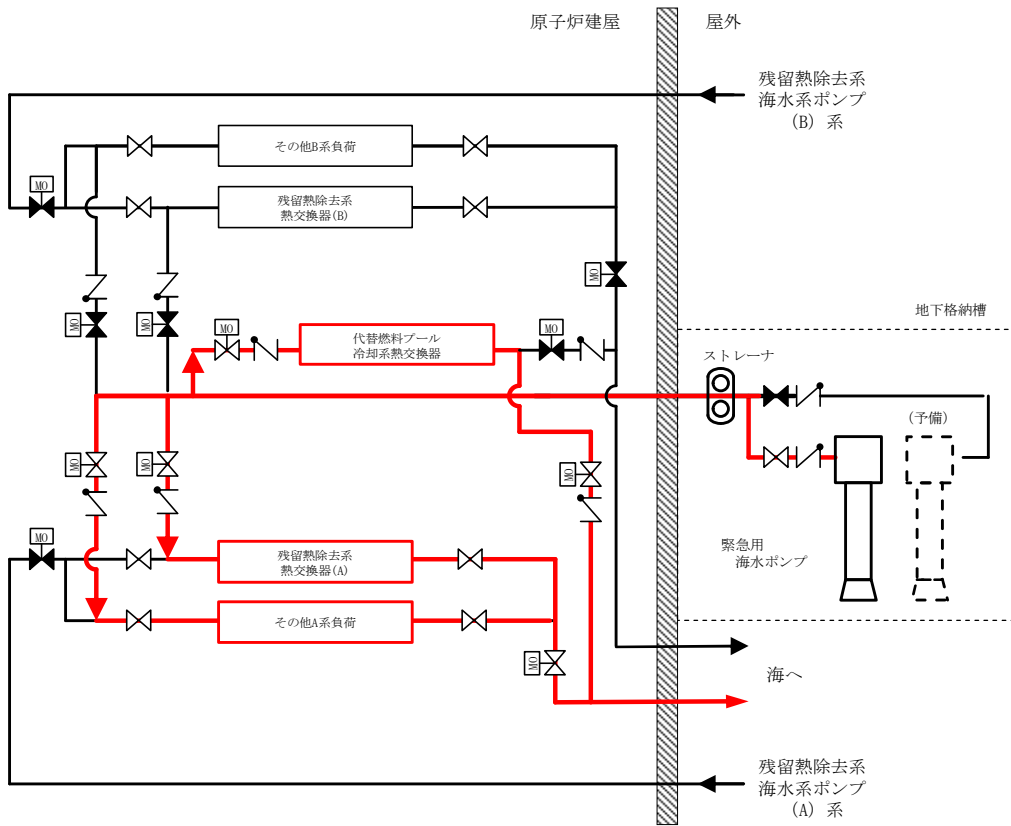 原子炉建屋
屋外
残留熱除去系
海水系ポンプ
(B) 系
その他B系負荷
MO
残留熱除去系
熱交換器(B)
MO
地下格納槽
MO
MO
MO
MO
代替燃料プール
冷却系熱交換器
ストレーナ
(予備)
MO
MO
MO
緊急用
海水ポンプ
MO
残留熱除去系
熱交換器(A)
その他A系負荷
MO
海へ
残留熱除去系
海水系ポンプ
(A) 系